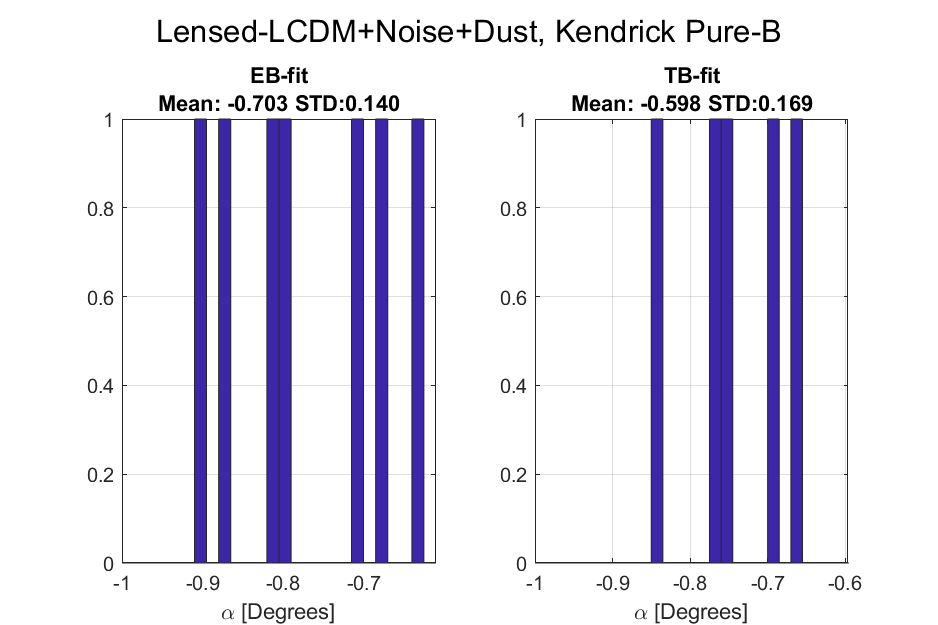 Lensed-LCDM+Noise+Dust, Kendrick Pure-B
EB-fit
Mean: -0.703 STD:0.140
1
0.8
0.6
0.4
0.2
0
-1 -0.9 -0.8 -0.7
α [Degrees]
TB-fit
Mean: -0.598 STD:0.169
1
0.8
0.6
0.4
0.2
0
-1 -0.9 -0.8 -0.7 -0.6
α [Degrees]